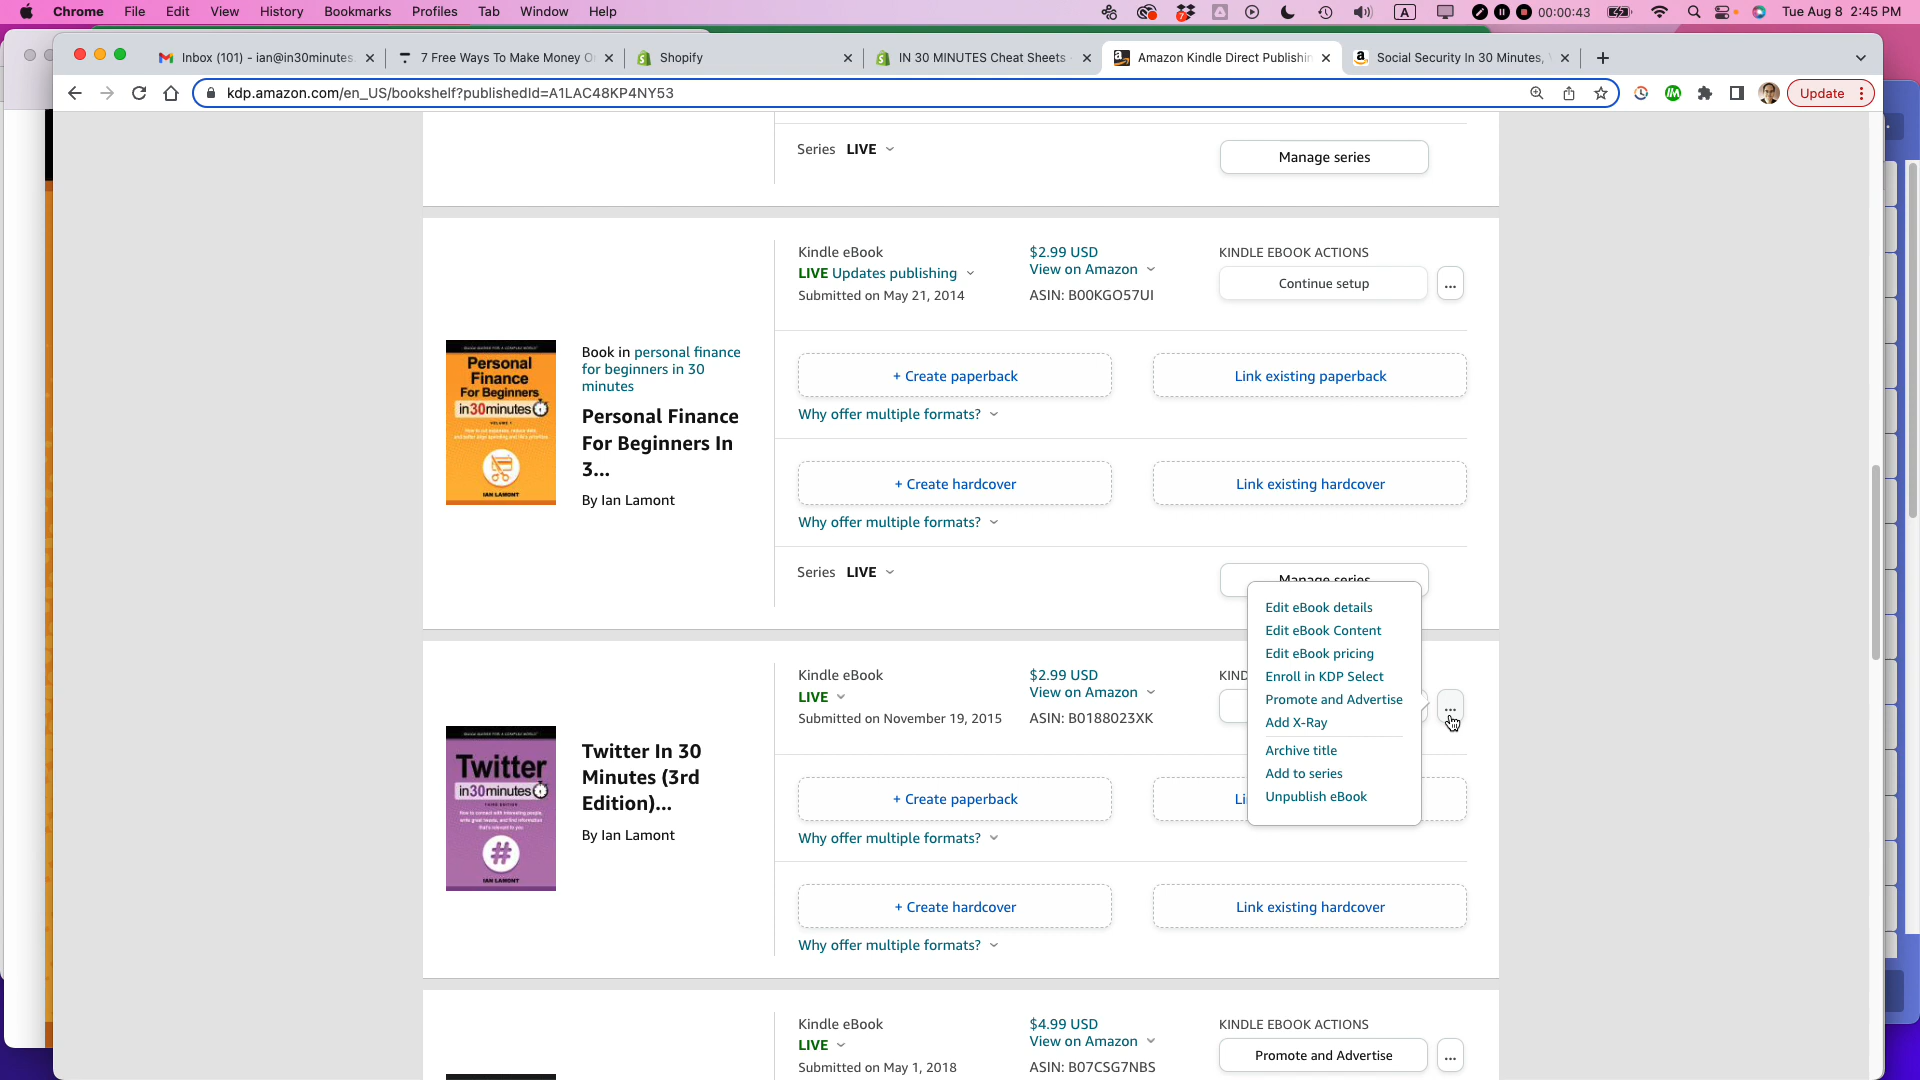 Chrome File Edit View History Bookmarks Profiles Tab Window Help
A 00:00:43 Tue Aug 8 2:45 PM
Inbox (101) - ian@in30minutes. 7 Free Ways To Make Money O Shopify IN 30 MINUTES Cheat Sheets Amazon Kindle Direct Publishin Social Security In 30 Minutes,
kdp.amazon.com/en_US/bookshelf?publishedId=A1LAC48KP4NY53 Update
Series LIVE
Manage series
Kindle eBook
LIVE Updates publishing
Submitted on May 21, 2014
$2.99 USD
View on Amazon
ASIN: B00KGO57UI
KINDLE EBOOK ACTIONS
Continue setup
...
Personal
Finance
For Beginners
in30minutes
IAN LAMONT
Book in personal finance
for beginners in 30
minutes
Personal Finance
For Beginners In
3...
By Ian Lamont
+ Create paperback
Link existing paperback
Why offer multiple formats?
+ Create hardcover
Link existing hardcover
Why offer multiple formats?
Series LIVE
Manage series
Twitter
in30minutes
THIRD EDITION
#
IAN LAMONT
Twitter In 30
Minutes (3rd
Edition)...
By Ian Lamont
Kindle eBook
LIVE
Submitted on November 19, 2015
$2.99 USD
View on Amazon
ASIN: B0188023XK
KIND
...
Edit eBook details
Edit eBook Content
Edit eBook pricing
Enroll in KDP Select
Promote and Advertise
Add X-Ray
Archive title
Add to series
Unpublish eBook
+ Create paperback
Li
Why offer multiple formats?
+ Create hardcover
Link existing hardcover
Why offer multiple formats?
Kindle eBook
LIVE
Submitted on May 1, 2018
$4.99 USD
View on Amazon
ASIN: B07CSG7NBS
KINDLE EBOOK ACTIONS
Promote and Advertise
...